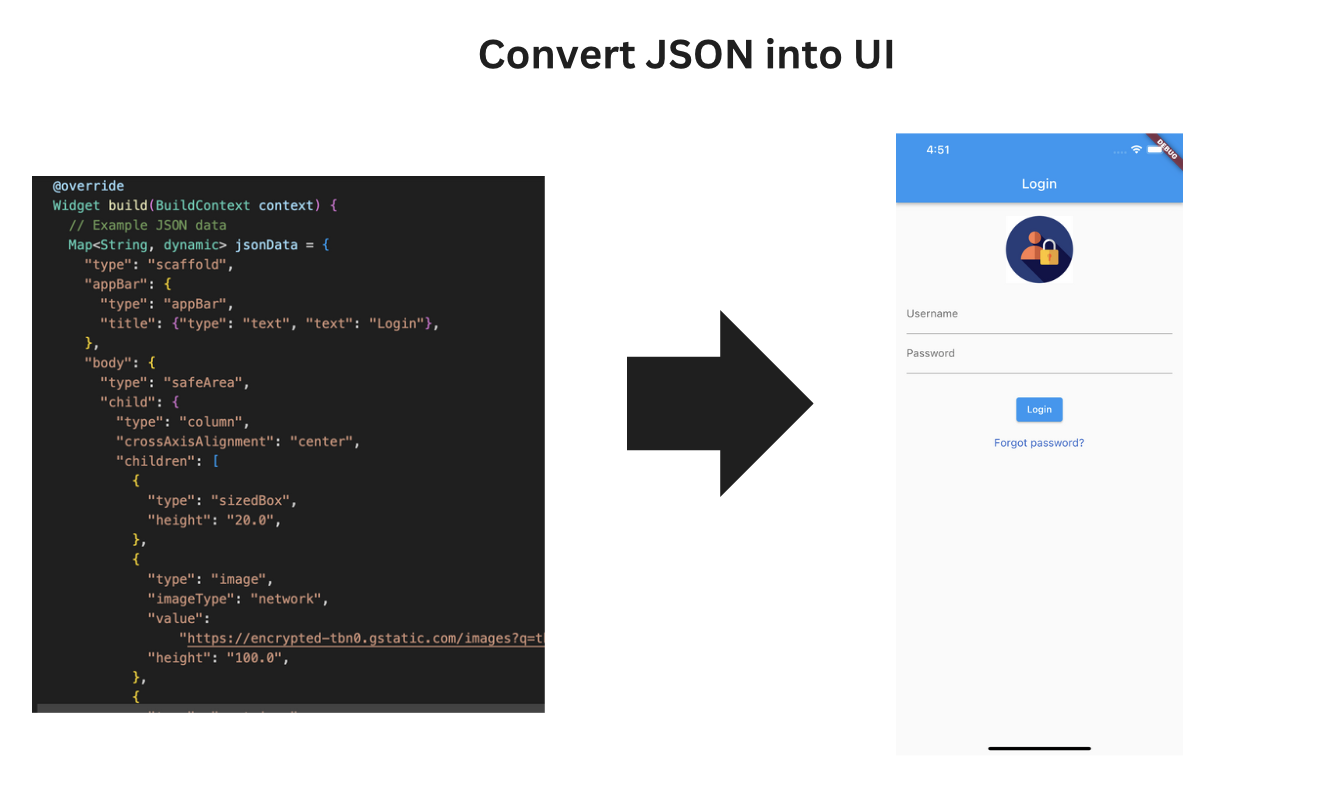 Convert JSON into UI
@override
Widget build(BuildContext context) {
// Example JSON data
Map<String, dynamic> jsonData = {
"type": "scaffold",
"appBar": {
"type": "appBar",
"title": {"type": "text", "text": "Login"},
},
"body": {
"type": "safeArea",
"child": {
"type": "column",
"crossAxisAlignment": "center",
"children": [
{
"type": "sizedBox",
"height": "20.0",
},
{
"type": "image",
"imageType": "network",
"value":
"https://encrypted-tbn0.gstatic.com/images?q=t
"height": "100.0",
},
{
4:51
DEBUG
Login
Username
Password
Login
Forgot password?